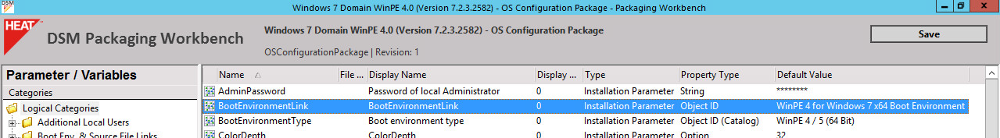 DSM
Windows 7 Domain WinPE 4.0 (Version 7.2.3.2582) - OS Configuration Package - Packaging Workbench
HEAT
DSM Packaging Workbench
Windows 7 Domain WinPE 4.0 (Version 7.2.3.2582) - OS Configuration Package
OSConfigurationPackage | Revision: 1
Save
Parameter / Variables
Categories
Logical Categories
Additional Local Users
Boot Env. & Source File Links
Name File ... Display Name Display ... Type Property Type Default Value
AdminPassword Password of local Administrator 0 Installation Parameter String ********
BootEnvironmentLink BootEnvironmentLink 0 Installation Parameter Object ID WinPE 4 for Windows 7 x64 Boot Environment
BootEnvironmentType Boot environment type 0 Installation Parameter Object ID (Catalog) WinPE 4 / 5 (64 Bit)
ColorDepth ColorDepth 0 Installation Parameter Option 32